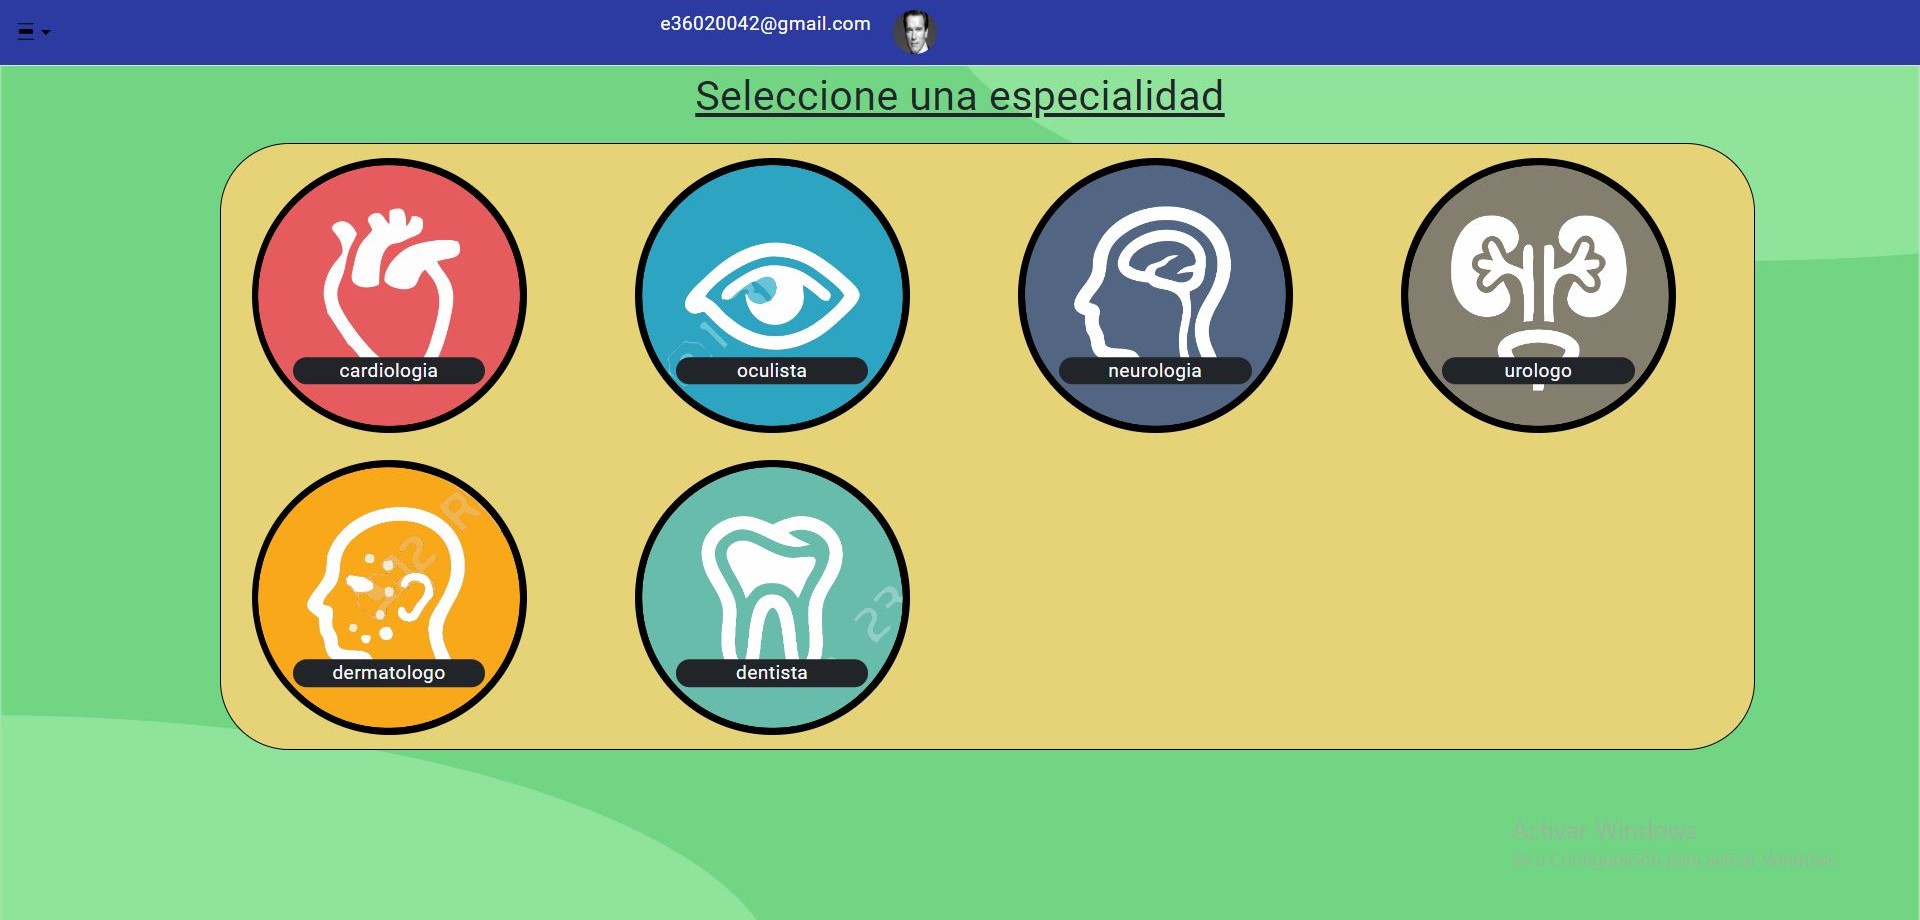 e36020042@gmail.com
Seleccione una especialidad
cardiologia
oculista
neurologia
urologo
dermatologo
dentista
Activar Windows
Ve a Configuración para activar Windows.